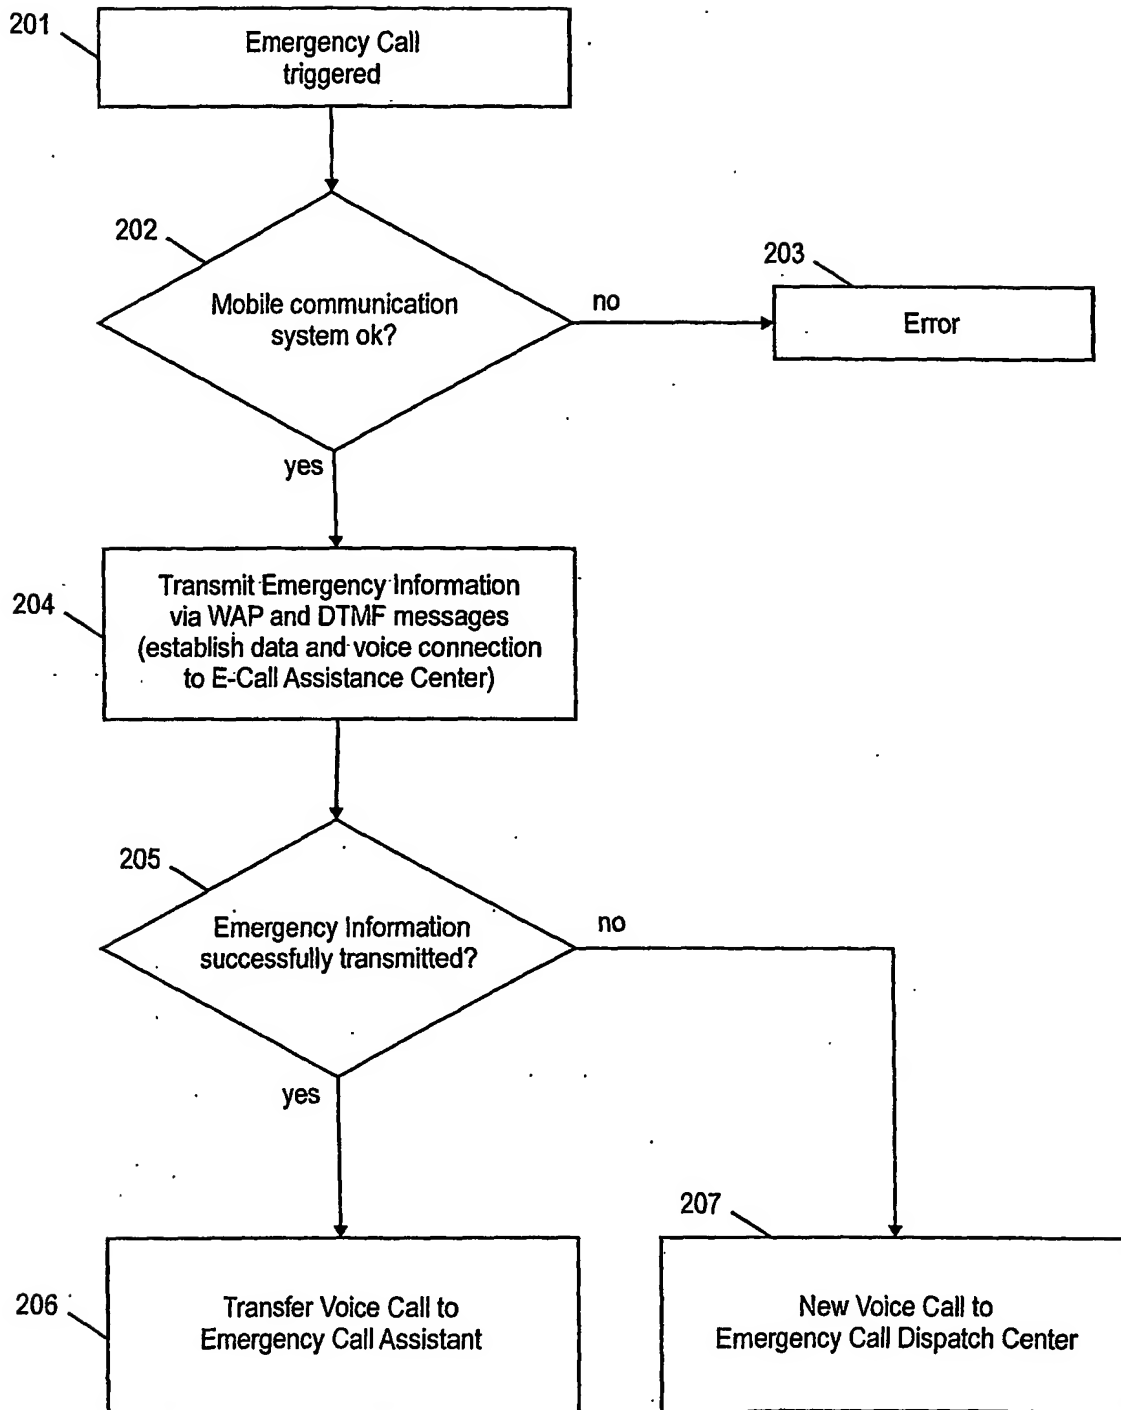 201
Emergency Call
triggered
202
Mobile communication
system ok?
no
203
Error
yes
204
Transmit Emergency Information
via WAP and DTMF messages
(establish data and voice connection
to E-Call Assistance Center)
205
Emergency Information
successfully transmitted?
no
yes
206
Transfer Voice Call to
Emergency Call Assistant
207
New Voice Call to
Emergency Call Dispatch Center